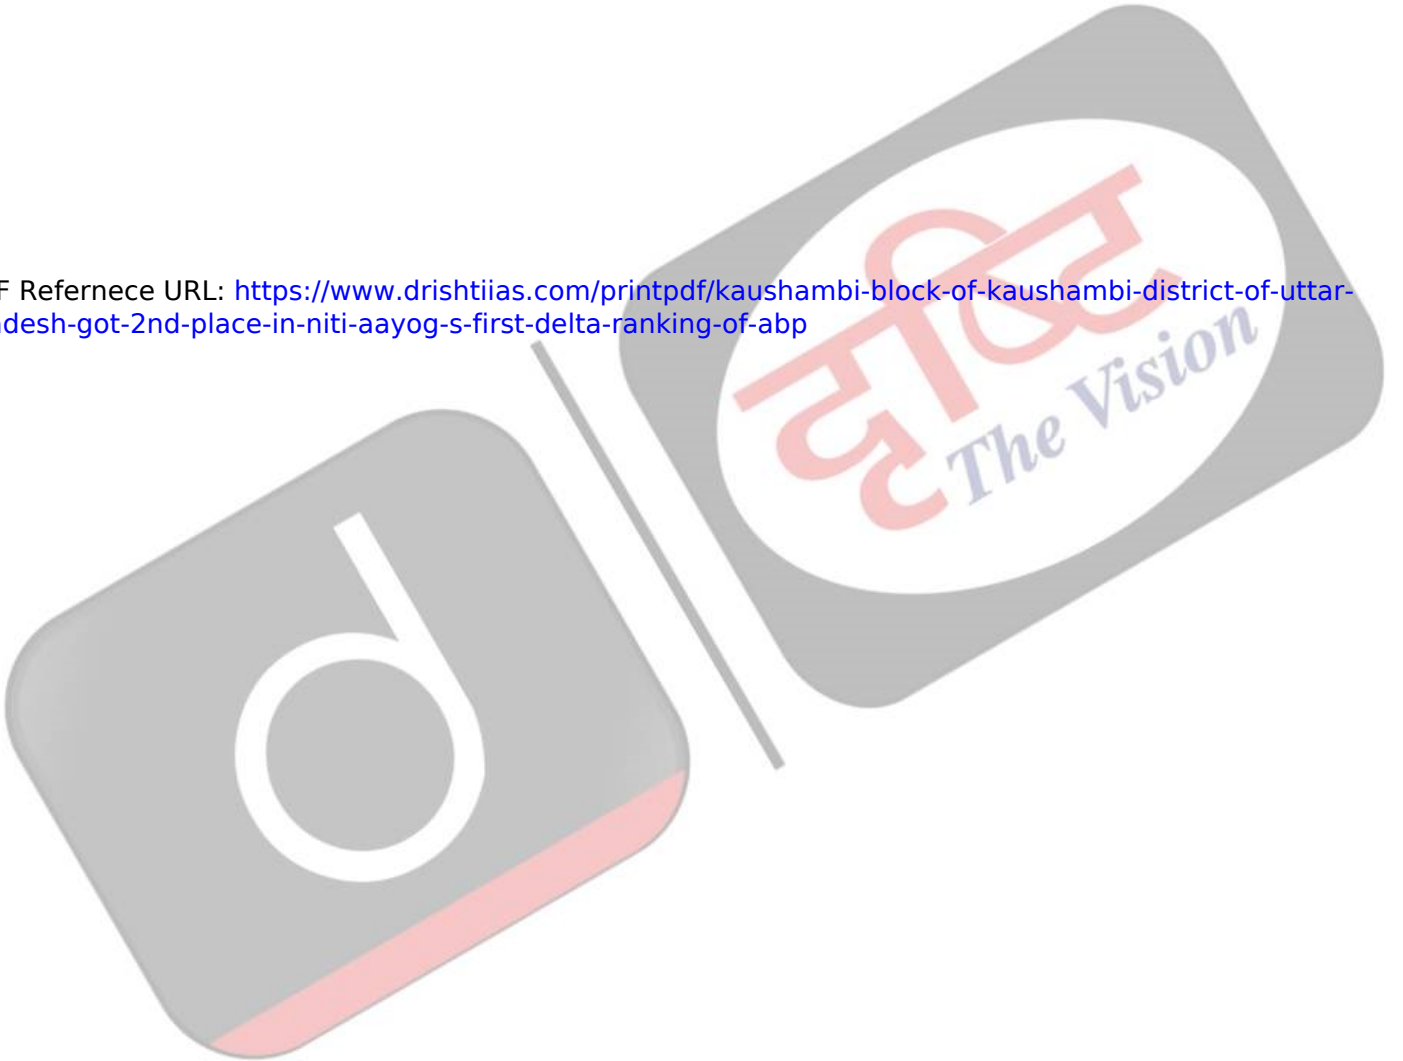 F Refernece URL: https://www.drishtiias.com/printpdf/kaushambi-block-of-kaushambi-district-of-uttar-
desh-got-2nd-place-in-niti-aayog-s-first-delta-ranking-of-abp
दृष्टि
The Vision
d